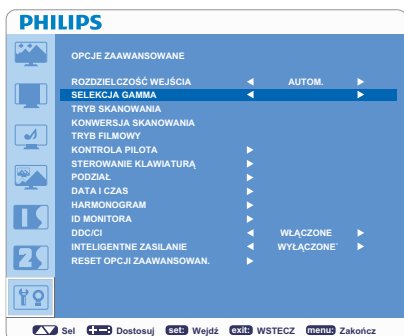 PHILIPS
OPCJE ZAAWANSOWANE
ROZDZIELCZOŚĆ WEJŚCIA AUTOM.
SELEKCJA GAMMA
TRYB SKANOWANIA
KONWERSJA SKANOWANIA
TRYB FILMOWY
KONTROLA PILOTA
STEROWANIE KLAWIATURĄ
PODZIAŁ
DATA I CZAS
HARMONOGRAM
ID MONITORA
DDC/CI WŁĄCZONE
INTELIGENTNE ZASILANIE WYŁĄCZONE
RESET OPCJI ZAAWANSOWAN.
Sel Dostosuj set: Wejdź exit: WSTECZ menu: Zakończ